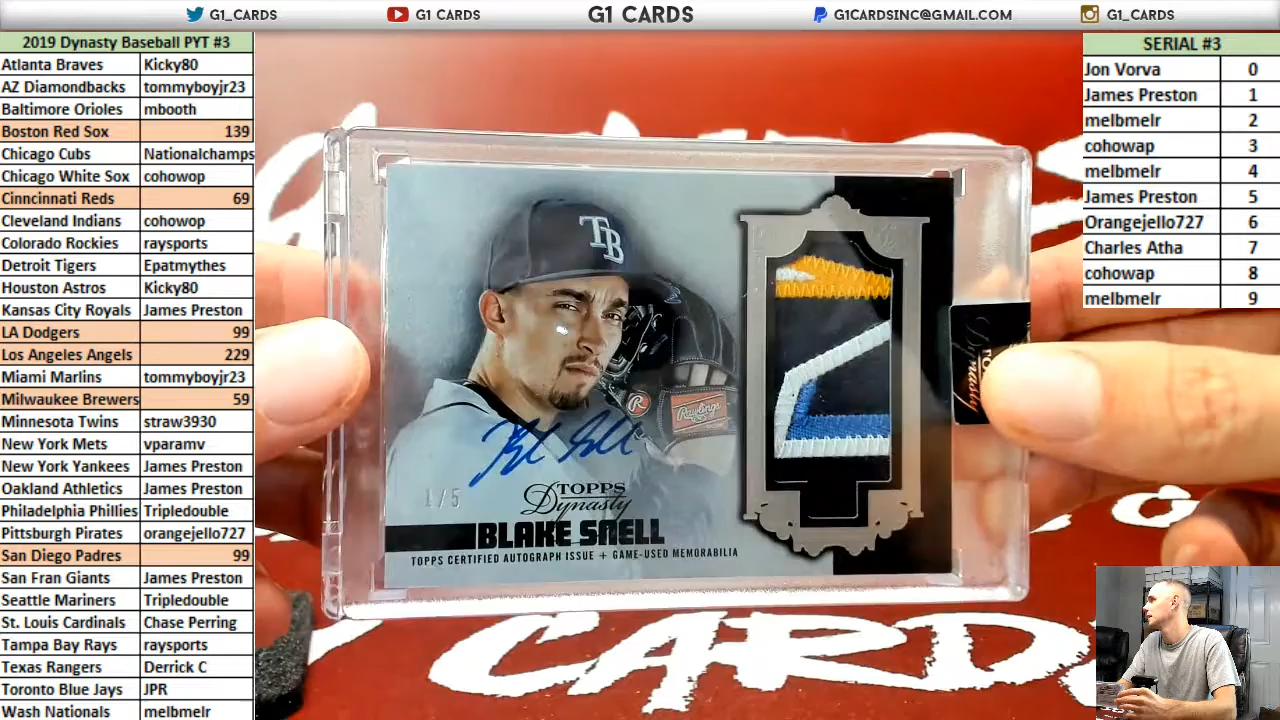 G1_CARDS G1 CARDS G1 CARDS G1CARDSINC@GMAIL.COM G1_CARDS
2019 Dynasty Baseball PYT #3
Atlanta Braves Kicky80
AZ Diamondbacks tommyboyjr23
Baltimore Orioles mbooth
Boston Red Sox 139
Chicago Cubs Nationalchamps
Chicago White Sox cohowop
Cinncinnati Reds 69
Cleveland Indians cohowop
Colorado Rockies raysports
Detroit Tigers Epatmythes
Houston Astros Kicky80
Kansas City Royals James Preston
LA Dodgers 99
Los Angeles Angels 229
Miami Marlins tommyboyjr23
Milwaukee Brewers 59
Minnesota Twins straw3930
New York Mets vparamv
New York Yankees James Preston
Oakland Athletics James Preston
Philadelphia Phillies Tripledouble
Pittsburgh Pirates orangejello727
San Diego Padres 99
San Fran Giants James Preston
Seattle Mariners Tripledouble
St. Louis Cardinals Chase Perring
Tampa Bay Rays raysports
Texas Rangers Derrick C
Toronto Blue Jays JPR
Wash Nationals melbmelr
TB
R
Rawlings
1/5
TOPPS
Dynasty
BLAKE SNELL
TOPPS CERTIFIED AUTOGRAPH ISSUE + GAME-USED MEMORABILIA
Dynasty
CARDS
SERIAL #3
Jon Vorva 0
James Preston 1
melbmelr 2
cohowap 3
melbmelr 4
James Preston 5
Orangejello727 6
Charles Atha 7
cohowap 8
melbmelr 9